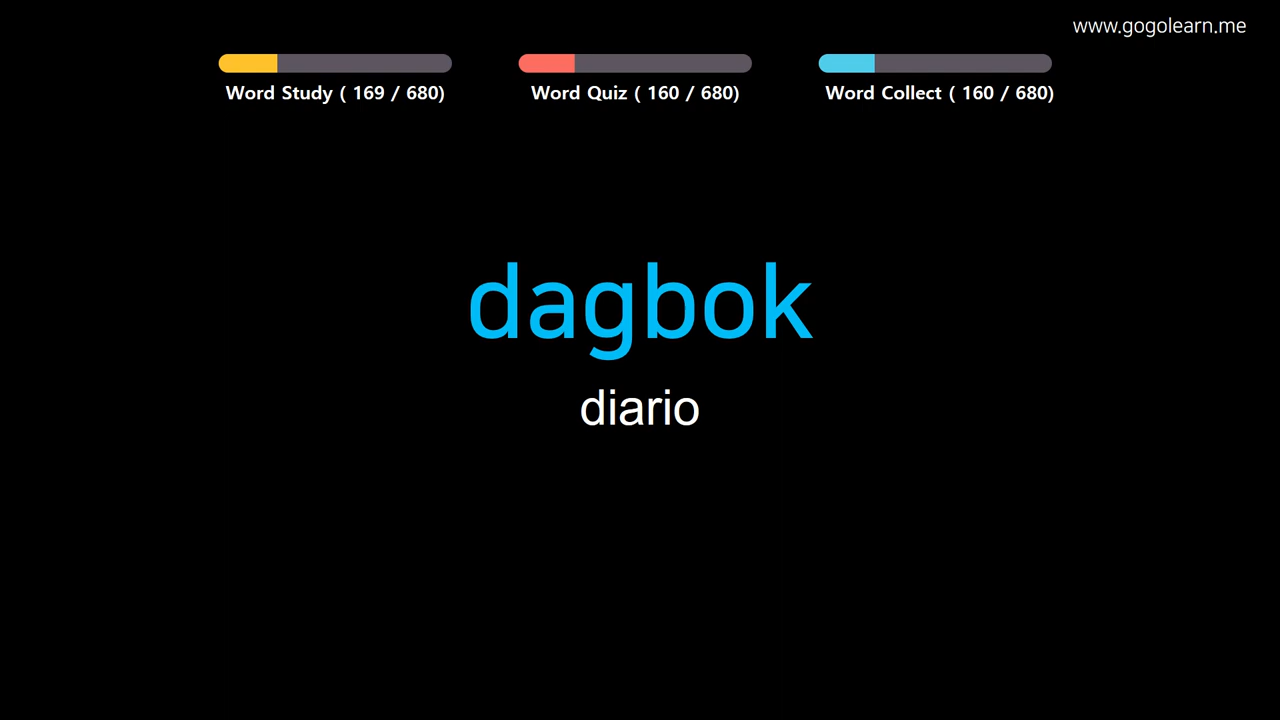 www.gogolearn.me
Word Study ( 169 / 680)
Word Quiz ( 160 / 680)
Word Collect ( 160 / 680)
dagbok
diario